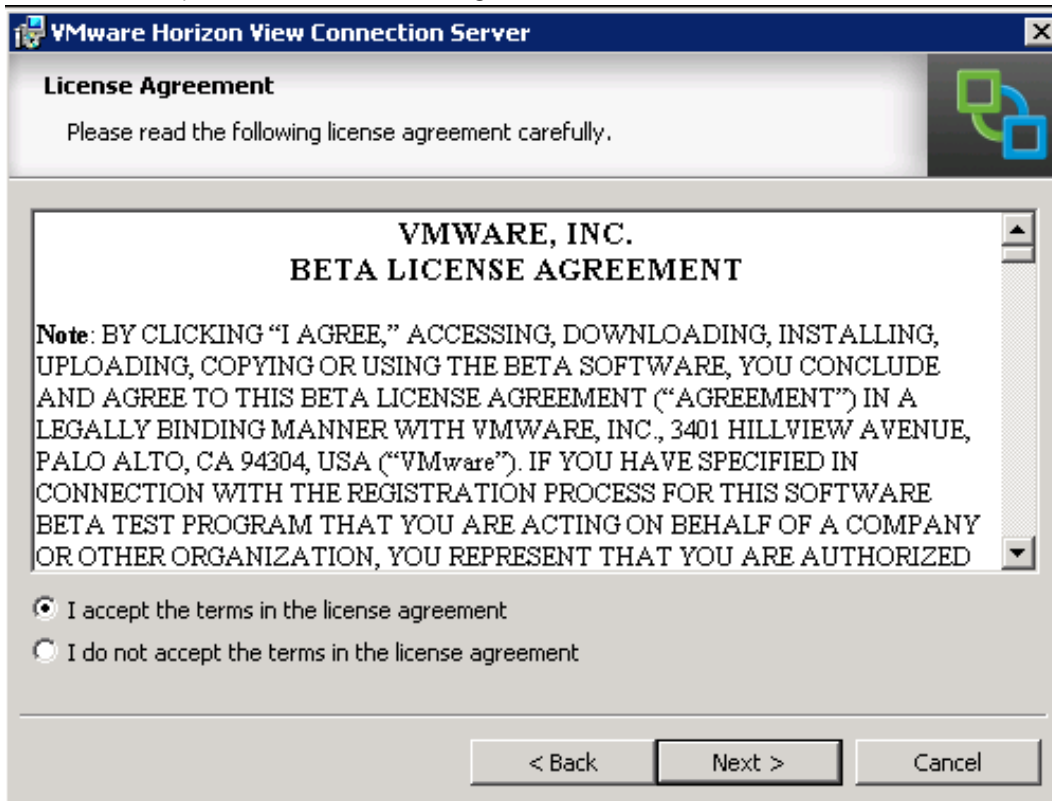 VMware Horizon View Connection Server
License Agreement
Please read the following license agreement carefully.
VMWARE, INC.
BETA LICENSE AGREEMENT
Note: BY CLICKING “I AGREE,” ACCESSING, DOWNLOADING, INSTALLING,
UPLOADING, COPYING OR USING THE BETA SOFTWARE, YOU CONCLUDE
AND AGREE TO THIS BETA LICENSE AGREEMENT (“AGREEMENT”) IN A
LEGALLY BINDING MANNER WITH VMWARE, INC., 3401 HILLVIEW AVENUE,
PALO ALTO, CA 94304, USA (“VMware”). IF YOU HAVE SPECIFIED IN
CONNECTION WITH THE REGISTRATION PROCESS FOR THIS SOFTWARE
BETA TEST PROGRAM THAT YOU ARE ACTING ON BEHALF OF A COMPANY
OR OTHER ORGANIZATION, YOU REPRESENT THAT YOU ARE AUTHORIZED
I accept the terms in the license agreement
I do not accept the terms in the license agreement
< Back Next > Cancel